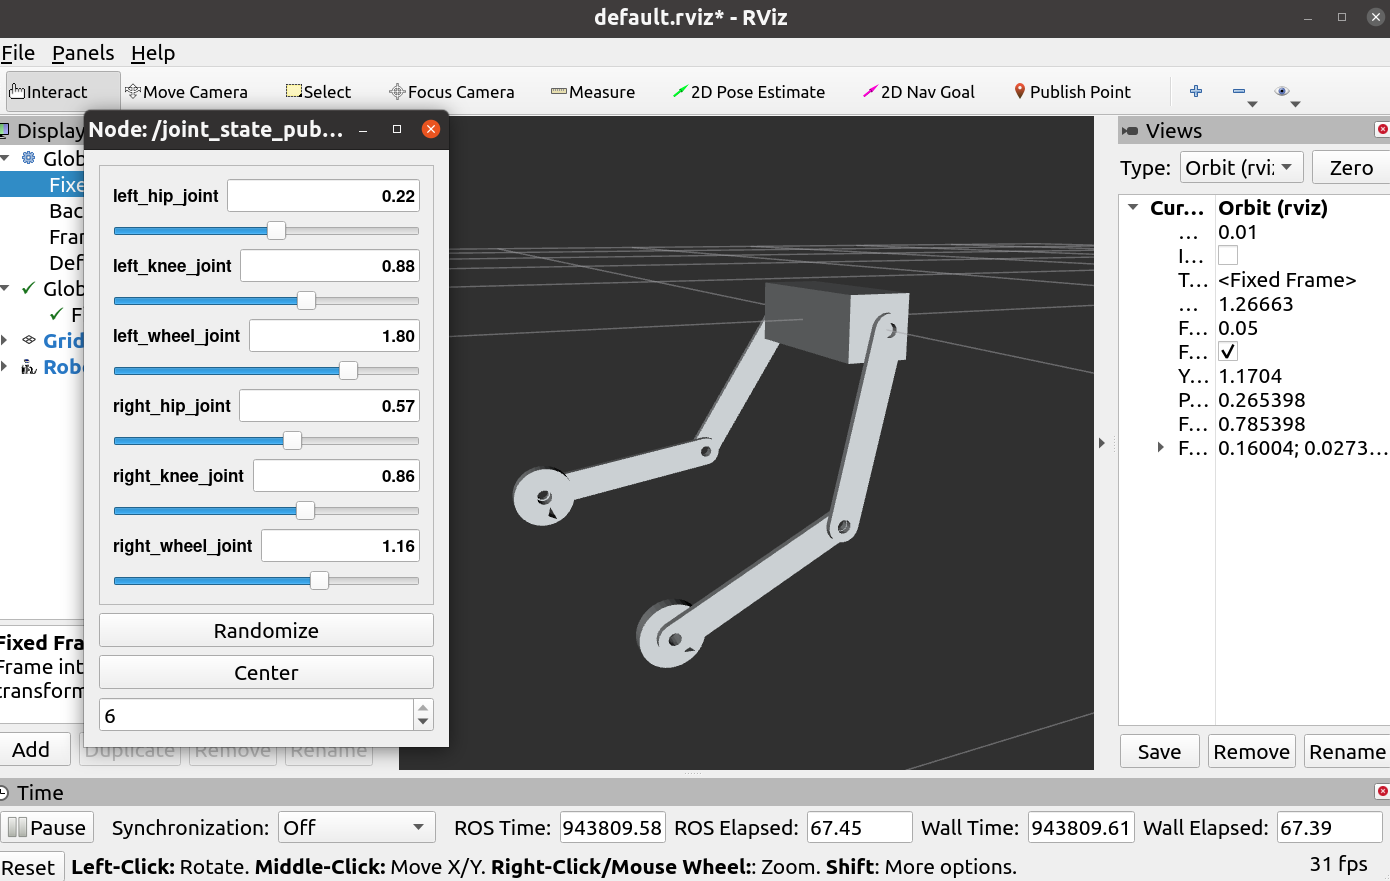 default.rviz* - RViz
File Panels Help
Interact Move Camera Select Focus Camera Measure 2D Pose Estimate 2D Nav Goal Publish Point
Display
Glob
Fixe
Bac
Fran
Def
Glob
F
Grid
Robo
Fixed Fra
Frame int
transform
Add Duplicate Remove Rename
Node: /joint_state_pub...
left_hip_joint 0.22
left_knee_joint 0.88
left_wheel_joint 1.80
right_hip_joint 0.57
right_knee_joint 0.86
right_wheel_joint 1.16
Randomize
Center
6
Views
Type: Orbit (rvi: Zero
Cur... Orbit (rviz)
... 0.01
I...
T... <Fixed Frame>
... 1.26663
F... 0.05
F...
Y... 1.1704
P... 0.265398
F... 0.785398
F... 0.16004; 0.0273...
Save Remove Rename
Time
Pause Synchronization: Off ROS Time: 943809.58 ROS Elapsed: 67.45 Wall Time: 943809.61 Wall Elapsed: 67.39
Reset Left-Click: Rotate. Middle-Click: Move X/Y. Right-Click/Mouse Wheel:: Zoom. Shift: More options. 31 fps